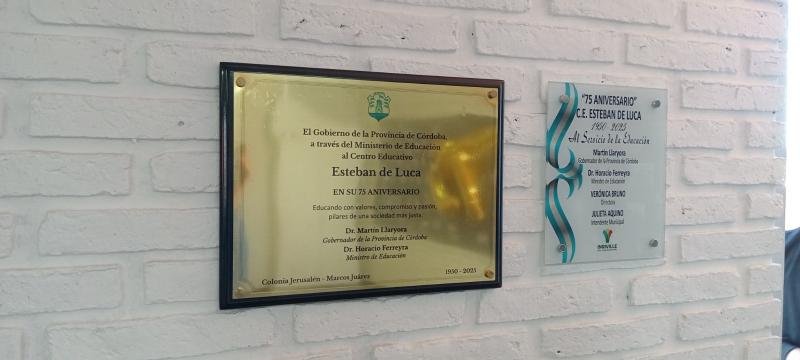 El Gobierno de la Provincia de Córdoba,
a través del Ministerio de Educación
al Centro Educativo
Esteban de Luca
EN SU 75 ANIVERSARIO
Educando con valores, compromiso y pasión,
pilares de una sociedad más justa.
Dr. Martín Llaryora
Gobernador de la Provincia de Córdoba
Dr. Horacio Ferreyra
Ministro de Educación
Colonia Jerusalén - Marcos Juárez
1950 - 2025
"75 ANIVERSARIO"
C.E. ESTEBAN DE LUCA
1950 - 2025
Al Servicio de la Educación
Martín Llaryora
Gobernador de la Provincia de Córdoba
Dr. Horacio Ferreyra
Ministro de Educación
VERÓNICA BRUNO
Directora
JULIETA AQUINO
Intendente Municipal
INRIVILLE